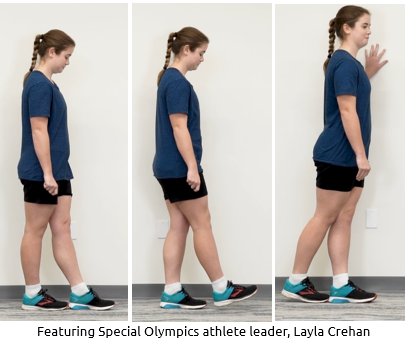 Featuring Special Olympics athlete leader, Layla Crehan